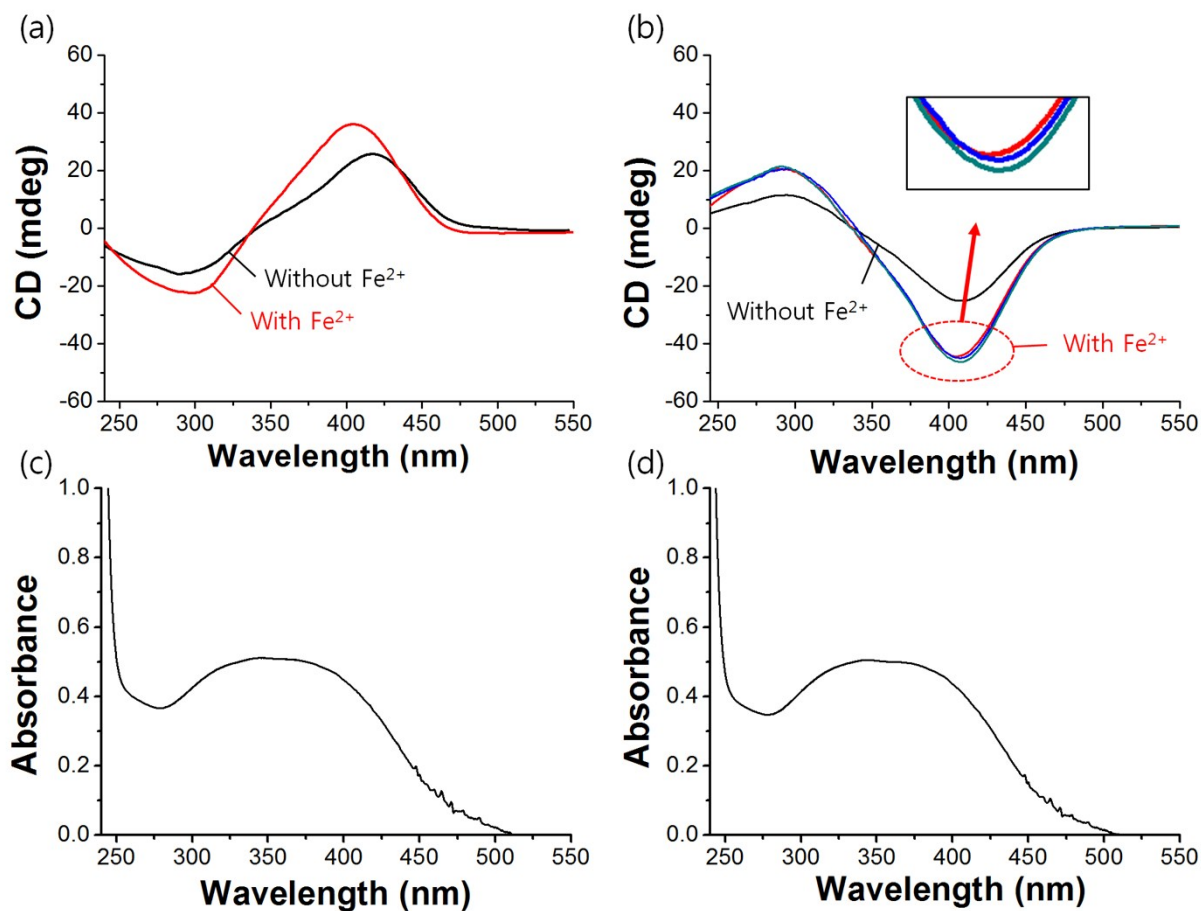 (a)
60
40
20
0
-20
-40
-60
CD (mdeg)
Without Fe²⁺
With Fe²⁺
250 300 350 400 450 500 550
Wavelength (nm)
(b)
60
40
20
0
-20
-40
-60
CD (mdeg)
Without Fe²⁺
With Fe²⁺
250 300 350 400 450 500 550
Wavelength (nm)
(c)
1.0
0.8
0.6
0.4
0.2
0.0
Absorbance
250 300 350 400 450 500 550
Wavelength (nm)
(d)
1.0
0.8
0.6
0.4
0.2
0.0
Absorbance
250 300 350 400 450 500 550
Wavelength (nm)